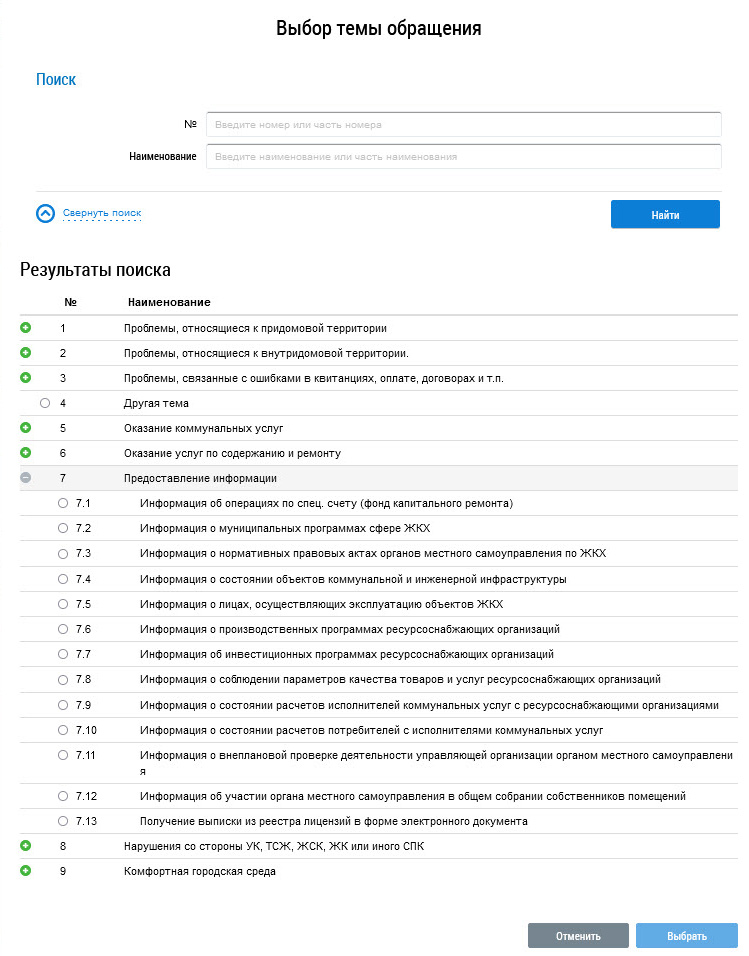 Выбор темы обращения
Поиск
№ Введите номер или часть номера
Наименование Введите наименование или часть наименования
Свернуть поиск Найти
Результаты поиска
№ Наименование
1 Проблемы, относящиеся к придомовой территории
2 Проблемы, относящиеся к внутридомовой территории.
3 Проблемы, связанные с ошибками в квитанциях, оплате, договорах и т.п.
4 Другая тема
5 Оказание коммунальных услуг
6 Оказание услуг по содержанию и ремонту
7 Предоставление информации
7.1 Информация об операциях по спец. счету (фонд капитального ремонта)
7.2 Информация о муниципальных программах сфере ЖКХ
7.3 Информация о нормативных правовых актах органов местного самоуправления по ЖКХ
7.4 Информация о состоянии объектов коммунальной и инженерной инфраструктуры
7.5 Информация о лицах, осуществляющих эксплуатацию объектов ЖКХ
7.6 Информация о производственных программах ресурсоснабжающих организаций
7.7 Информация об инвестиционных программах ресурсоснабжающих организаций
7.8 Информация о соблюдении параметров качества товаров и услуг ресурсоснабжающих организаций
7.9 Информация о состоянии расчетов исполнителей коммунальных услуг с ресурсоснабжающими организациями
7.10 Информация о состоянии расчетов потребителей с исполнителями коммунальных услуг
7.11 Информация о внеплановой проверке деятельности управляющей организации органом местного самоуправлени
я
7.12 Информация об участии органа местного самоуправления в общем собрании собственников помещений
7.13 Получение выписки из реестра лицензий в форме электронного документа
8 Нарушения со стороны УК, ТСЖ, ЖСК, ЖК или иного СПК
9 Комфортная городская среда
Отменить Выбрать